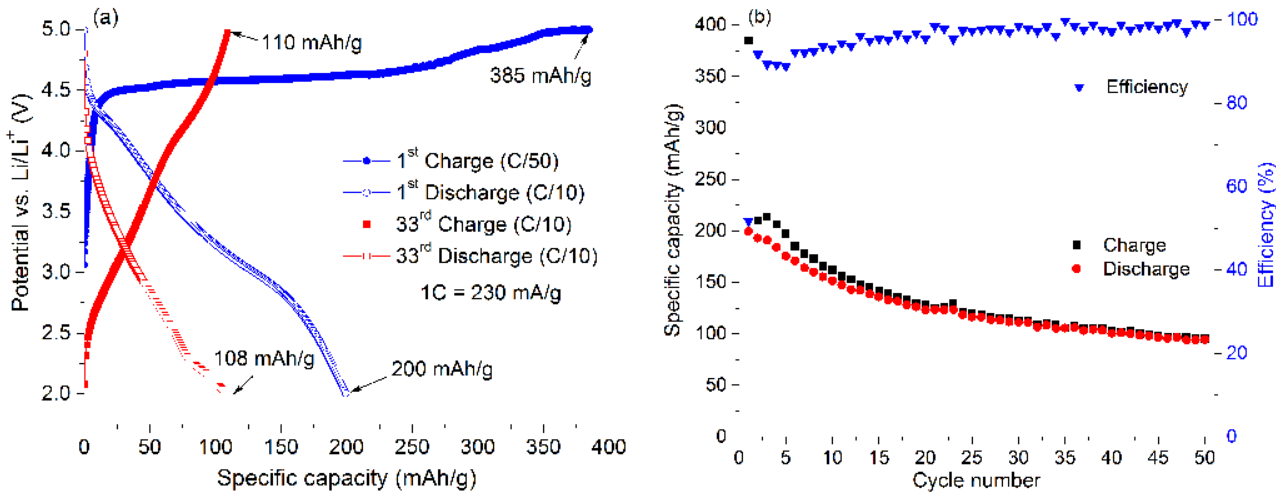 (a)
5.0
4.5
4.0
3.5
3.0
2.5
2.0
Potential vs. Li/Li⁺ (V)
110 mAh/g
385 mAh/g
1st Charge (C/50)
1st Discharge (C/10)
33rd Charge (C/10)
33rd Discharge (C/10)
1C = 230 mA/g
108 mAh/g
200 mAh/g
0 50 100 150 200 250 300 350 400
Specific capacity (mAh/g)
(b)
400
350
300
250
200
150
100
50
0
Specific capacity (mAh/g)
Efficiency
Charge
Discharge
100
80
60
40
20
0
Efficiency (%)
0 5 10 15 20 25 30 35 40 45 50
Cycle number